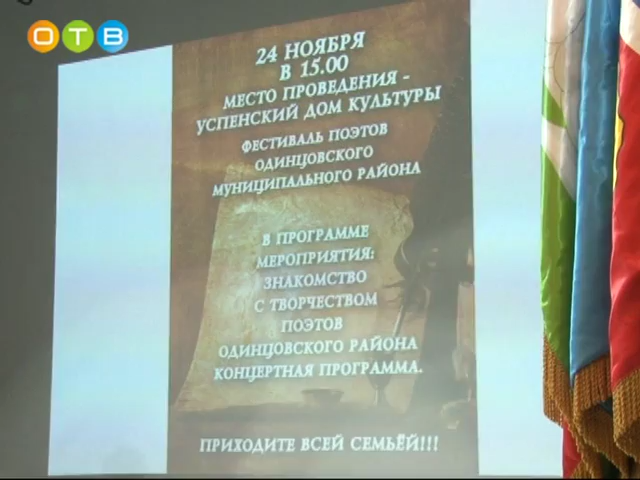 ОТВ
24 НОЯБРЯ
В 15.00
МЕСТО ПРОВЕДЕНИЯ -
УСПЕНСКИЙ ДОМ КУЛЬТУРЫ
ФЕСТИВАЛЬ ПОЭТОВ
ОДИНЦОВСКОГО
МУНИЦИПАЛЬНОГО РАЙОНА
В ПРОГРАММЕ
МЕРОПРИЯТИЯ:
ЗНАКОМСТВО
С ТВОРЧЕСТВОМ
ПОЭТОВ
ОДИНЦОВСКОГО РАЙОНА
КОНЦЕРТНАЯ ПРОГРАММА.
ПРИХОДИТЕ ВСЕЙ СЕМЬЁЙ!!!